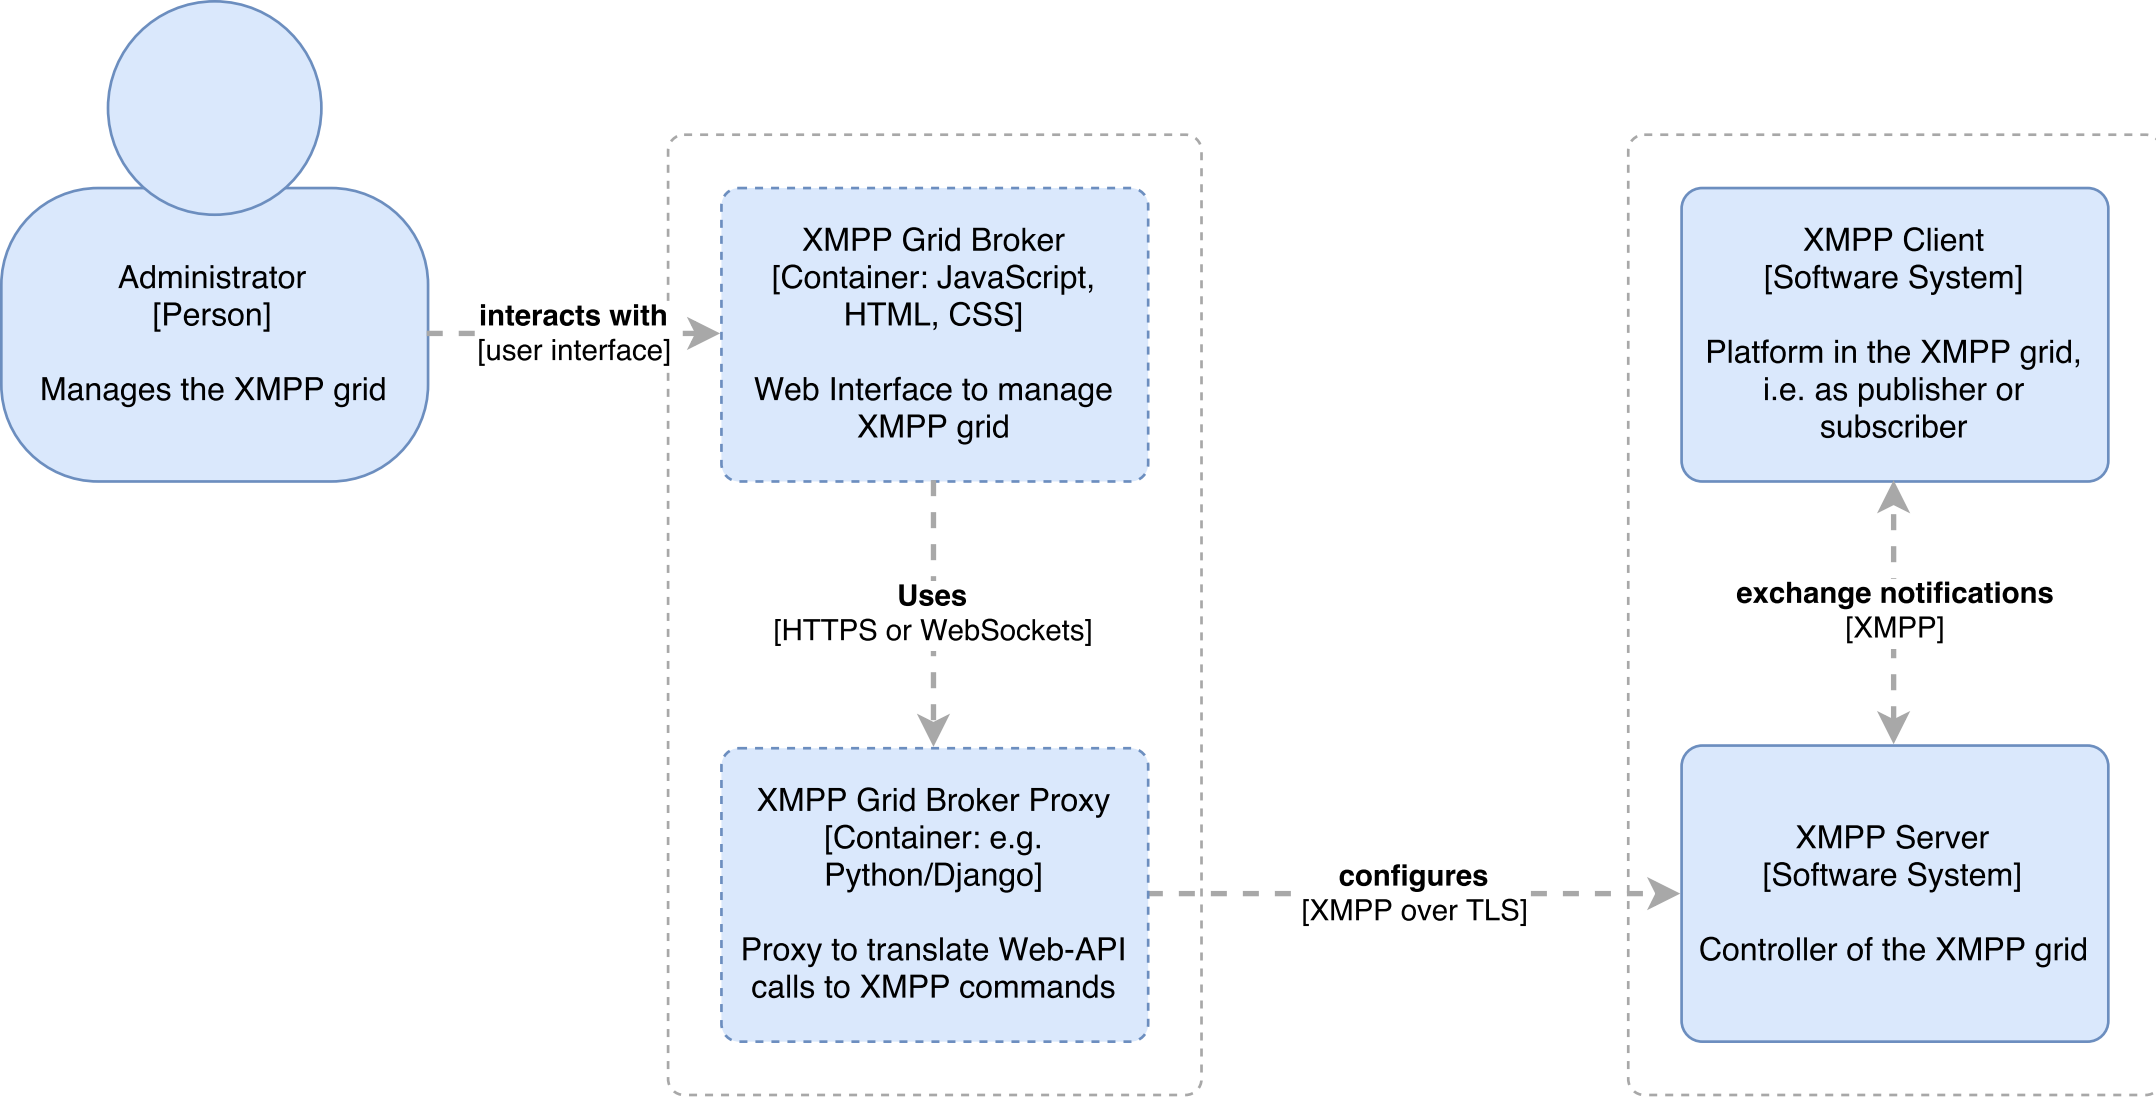 Administrator
[Person]
Manages the XMPP grid
interacts with
[user interface]
XMPP Grid Broker
[Container: JavaScript,
HTML, CSS]
Web Interface to manage
XMPP grid
Uses
[HTTPS or WebSockets]
XMPP Grid Broker Proxy
[Container: e.g.
Python/Django]
Proxy to translate Web-API
calls to XMPP commands
configures
[XMPP over TLS]
XMPP Client
[Software System]
Platform in the XMPP grid,
i.e. as publisher or
subscriber
exchange notifications
[XMPP]
XMPP Server
[Software System]
Controller of the XMPP grid